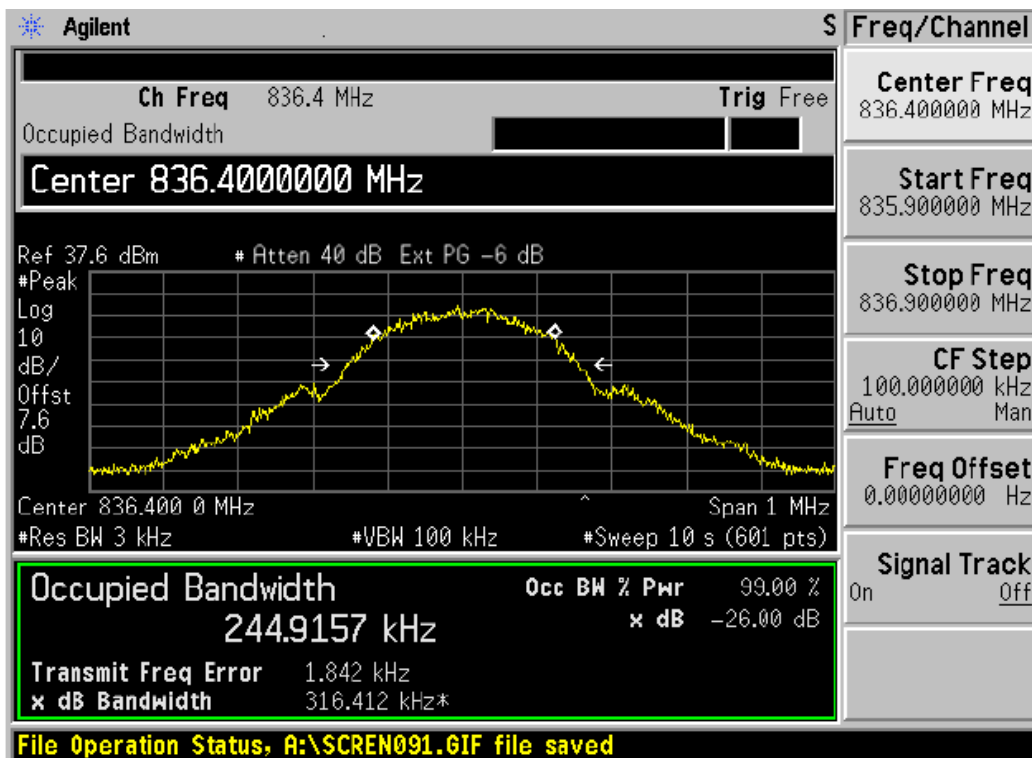 Agilent
S
Freq/Channel
Ch Freq 836.4 MHz Trig Free
Occupied Bandwidth
Center 836.4000000 MHz
Ref 37.6 dBm # Atten 40 dB Ext PG -6 dB
#Peak
Log
10
dB/
Offst
7.6
dB
Center 836.400 0 MHz ^ Span 1 MHz
#Res BW 3 kHz #VBW 100 kHz #Sweep 10 s (601 pts)
Occupied Bandwidth
244.9157 kHz
Occ BW % Pwr 99.00 %
x dB -26.00 dB
Transmit Freq Error 1.842 kHz
x dB Bandwidth 316.412 kHz*
File Operation Status, A:\SCREN091.GIF file saved
Center Freq
836.400000 MHz
Start Freq
835.900000 MHz
Stop Freq
836.900000 MHz
CF Step
100.000000 kHz
Auto Man
Freq Offset
0.00000000 Hz
Signal Track
On Off